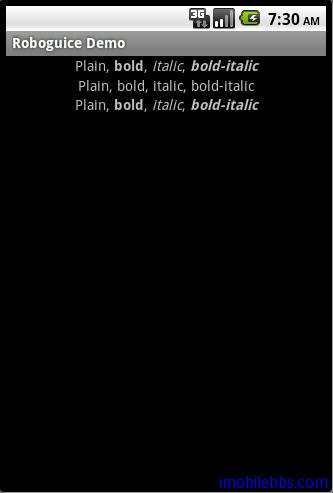 3G 7:30 AM
Roboguice Demo
Plain, bold, italic, bold-italic
Plain, bold, italic, bold-italic
Plain, bold, italic, bold-italic
imobilebbs.com